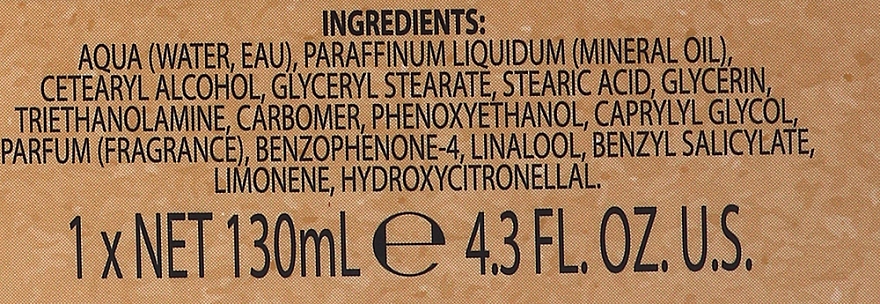 INGREDIENTS:
AQUA (WATER, EAU), PARAFFINUM LIQUIDUM (MINERAL OIL),
CETEARYL ALCOHOL, GLYCERYL STEARATE, STEARIC ACID, GLYCERIN,
TRIETHANOLAMINE, CARBOMER, PHENOXYETHANOL, CAPRYLYL GLYCOL,
PARFUM (FRAGRANCE), BENZOPHENONE-4, LINALOOL, BENZYL SALICYLATE,
LIMONENE, HYDROXYCITRONELLAL.
1 x NET 130mL ℮ 4.3 FL. OZ. U.S.